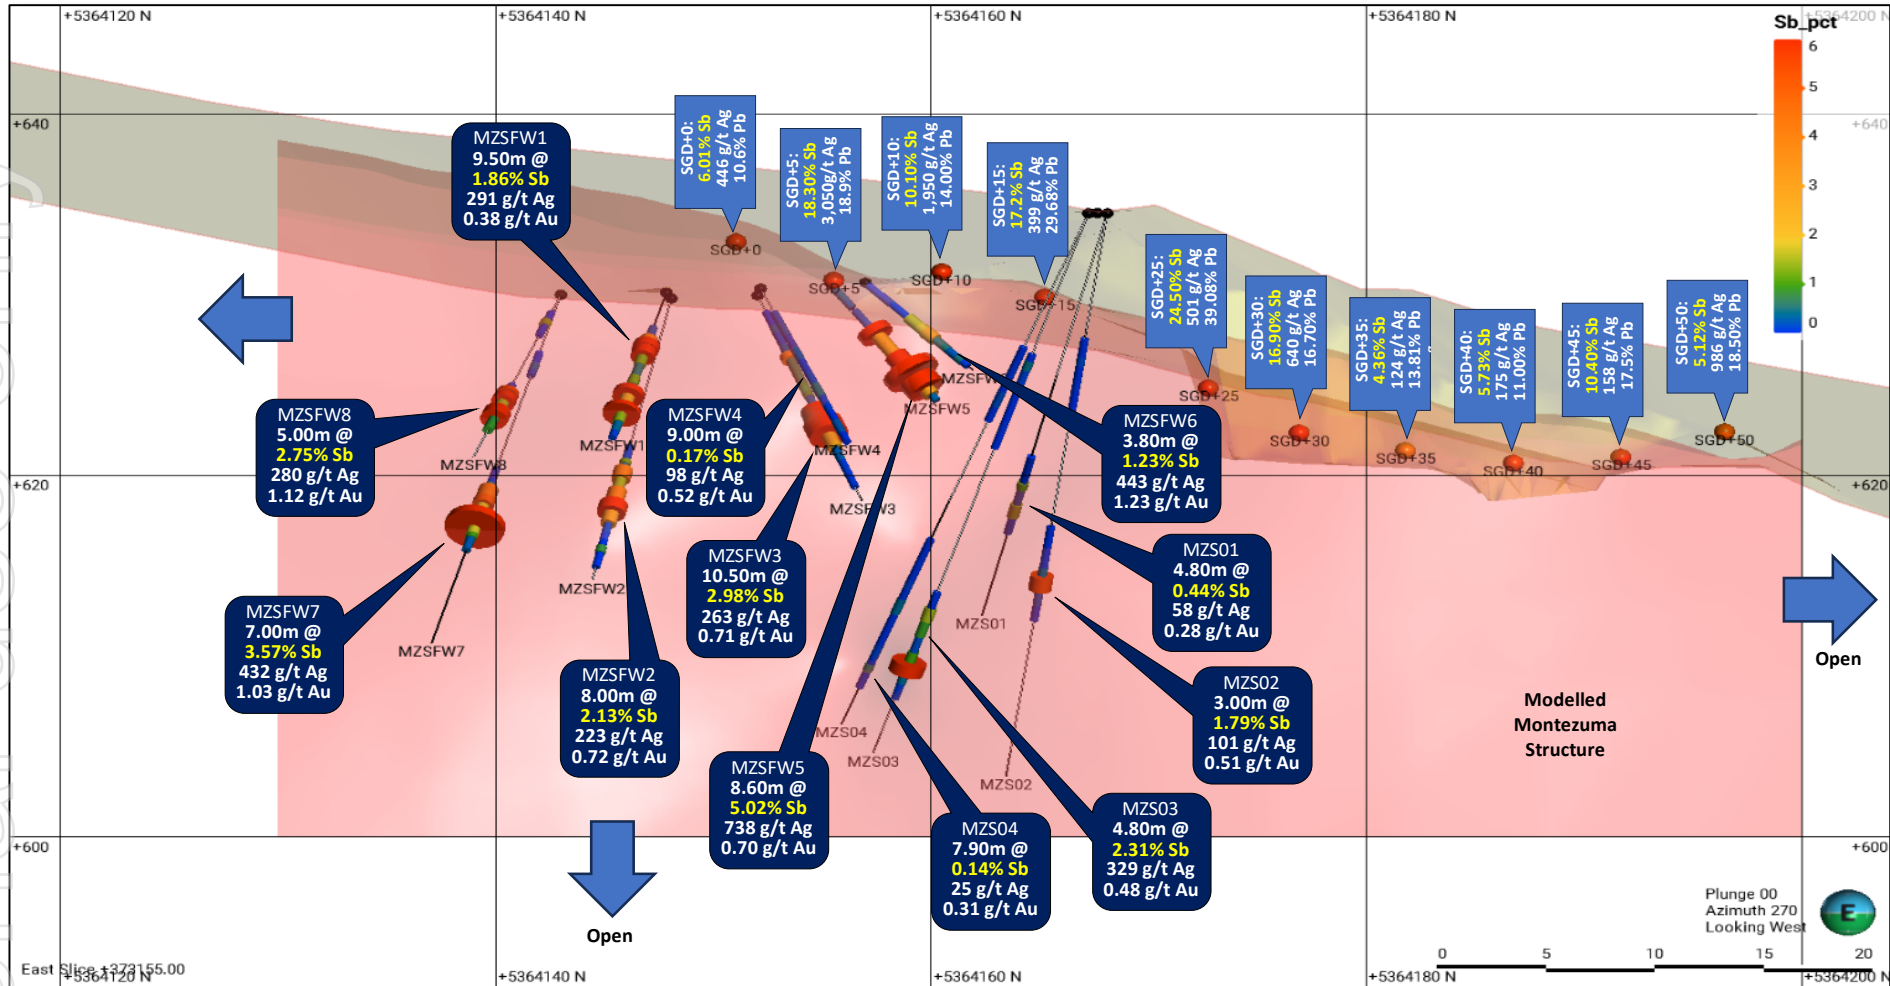 +5364120 N
+5364140 N
+5364160 N
+5364180 N
+5364200 N
Sb_pct
6
5
4
3
2
1
0
+640
+640
MZSFW1
9.50m @
1.86% Sb
291 g/t Ag
0.38 g/t Au
SGD+0:
6.01% Sb
446 g/t Ag
10.6% Pb
SGD+5:
18.30% Sb
3,050g/t Ag
18.9% Pb
SGD+10:
10.10% Sb
1,950 g/t Ag
14.00% Pb
SGD+15:
17.2% Sb
399 g/t Ag
29.68% Pb
SGD+25:
24.50% Sb
501 g/t Ag
39.08% Pb
SGD+30:
16.90% Sb
640 g/t Ag
16.70% Pb
SGD+35:
4.36% Sb
124 g/t Ag
13.81% Pb
SGD+40:
5.73% Sb
175 g/t Ag
11.00% Pb
SGD+45:
10.40% Sb
158 g/t Ag
17.5% Pb
SGD+50:
5.12% Sb
986 g/t Ag
18.50% Pb
SGD+0
SGD+5
SGD+10
SGD+15
SGD+25
SGD+30
SGD+35
SGD+40
SGD+45
SGD+50
MZSFW5
MZSFW1
MZSFW4
MZSFW8
MZSFW3
MZSFW2
MZSFW7
MZS01
MZS04
MZS03
MZS02
MZSFW8
5.00m @
2.75% Sb
280 g/t Ag
1.12 g/t Au
MZSFW4
9.00m @
0.17% Sb
98 g/t Ag
0.52 g/t Au
MZSFW6
3.80m @
1.23% Sb
443 g/t Ag
1.23 g/t Au
+620
+620
MZSFW3
10.50m @
2.98% Sb
263 g/t Ag
0.71 g/t Au
MZS01
4.80m @
0.44% Sb
58 g/t Ag
0.28 g/t Au
MZSFW7
7.00m @
3.57% Sb
432 g/t Ag
1.03 g/t Au
MZSFW2
8.00m @
2.13% Sb
223 g/t Ag
0.72 g/t Au
MZS02
3.00m @
1.79% Sb
101 g/t Ag
0.51 g/t Au
Open
Modelled
Montezuma
Structure
MZSFW5
8.60m @
5.02% Sb
738 g/t Ag
0.70 g/t Au
MZS04
7.90m @
0.14% Sb
25 g/t Ag
0.31 g/t Au
MZS03
4.80m @
2.31% Sb
329 g/t Ag
0.48 g/t Au
+600
+600
Open
Plunge 00
Azimuth 270
Looking West
E
0
5
10
15
20
East Slice +373155.00
+5364120 N
+5364140 N
+5364160 N
+5364180 N
+5364200 N